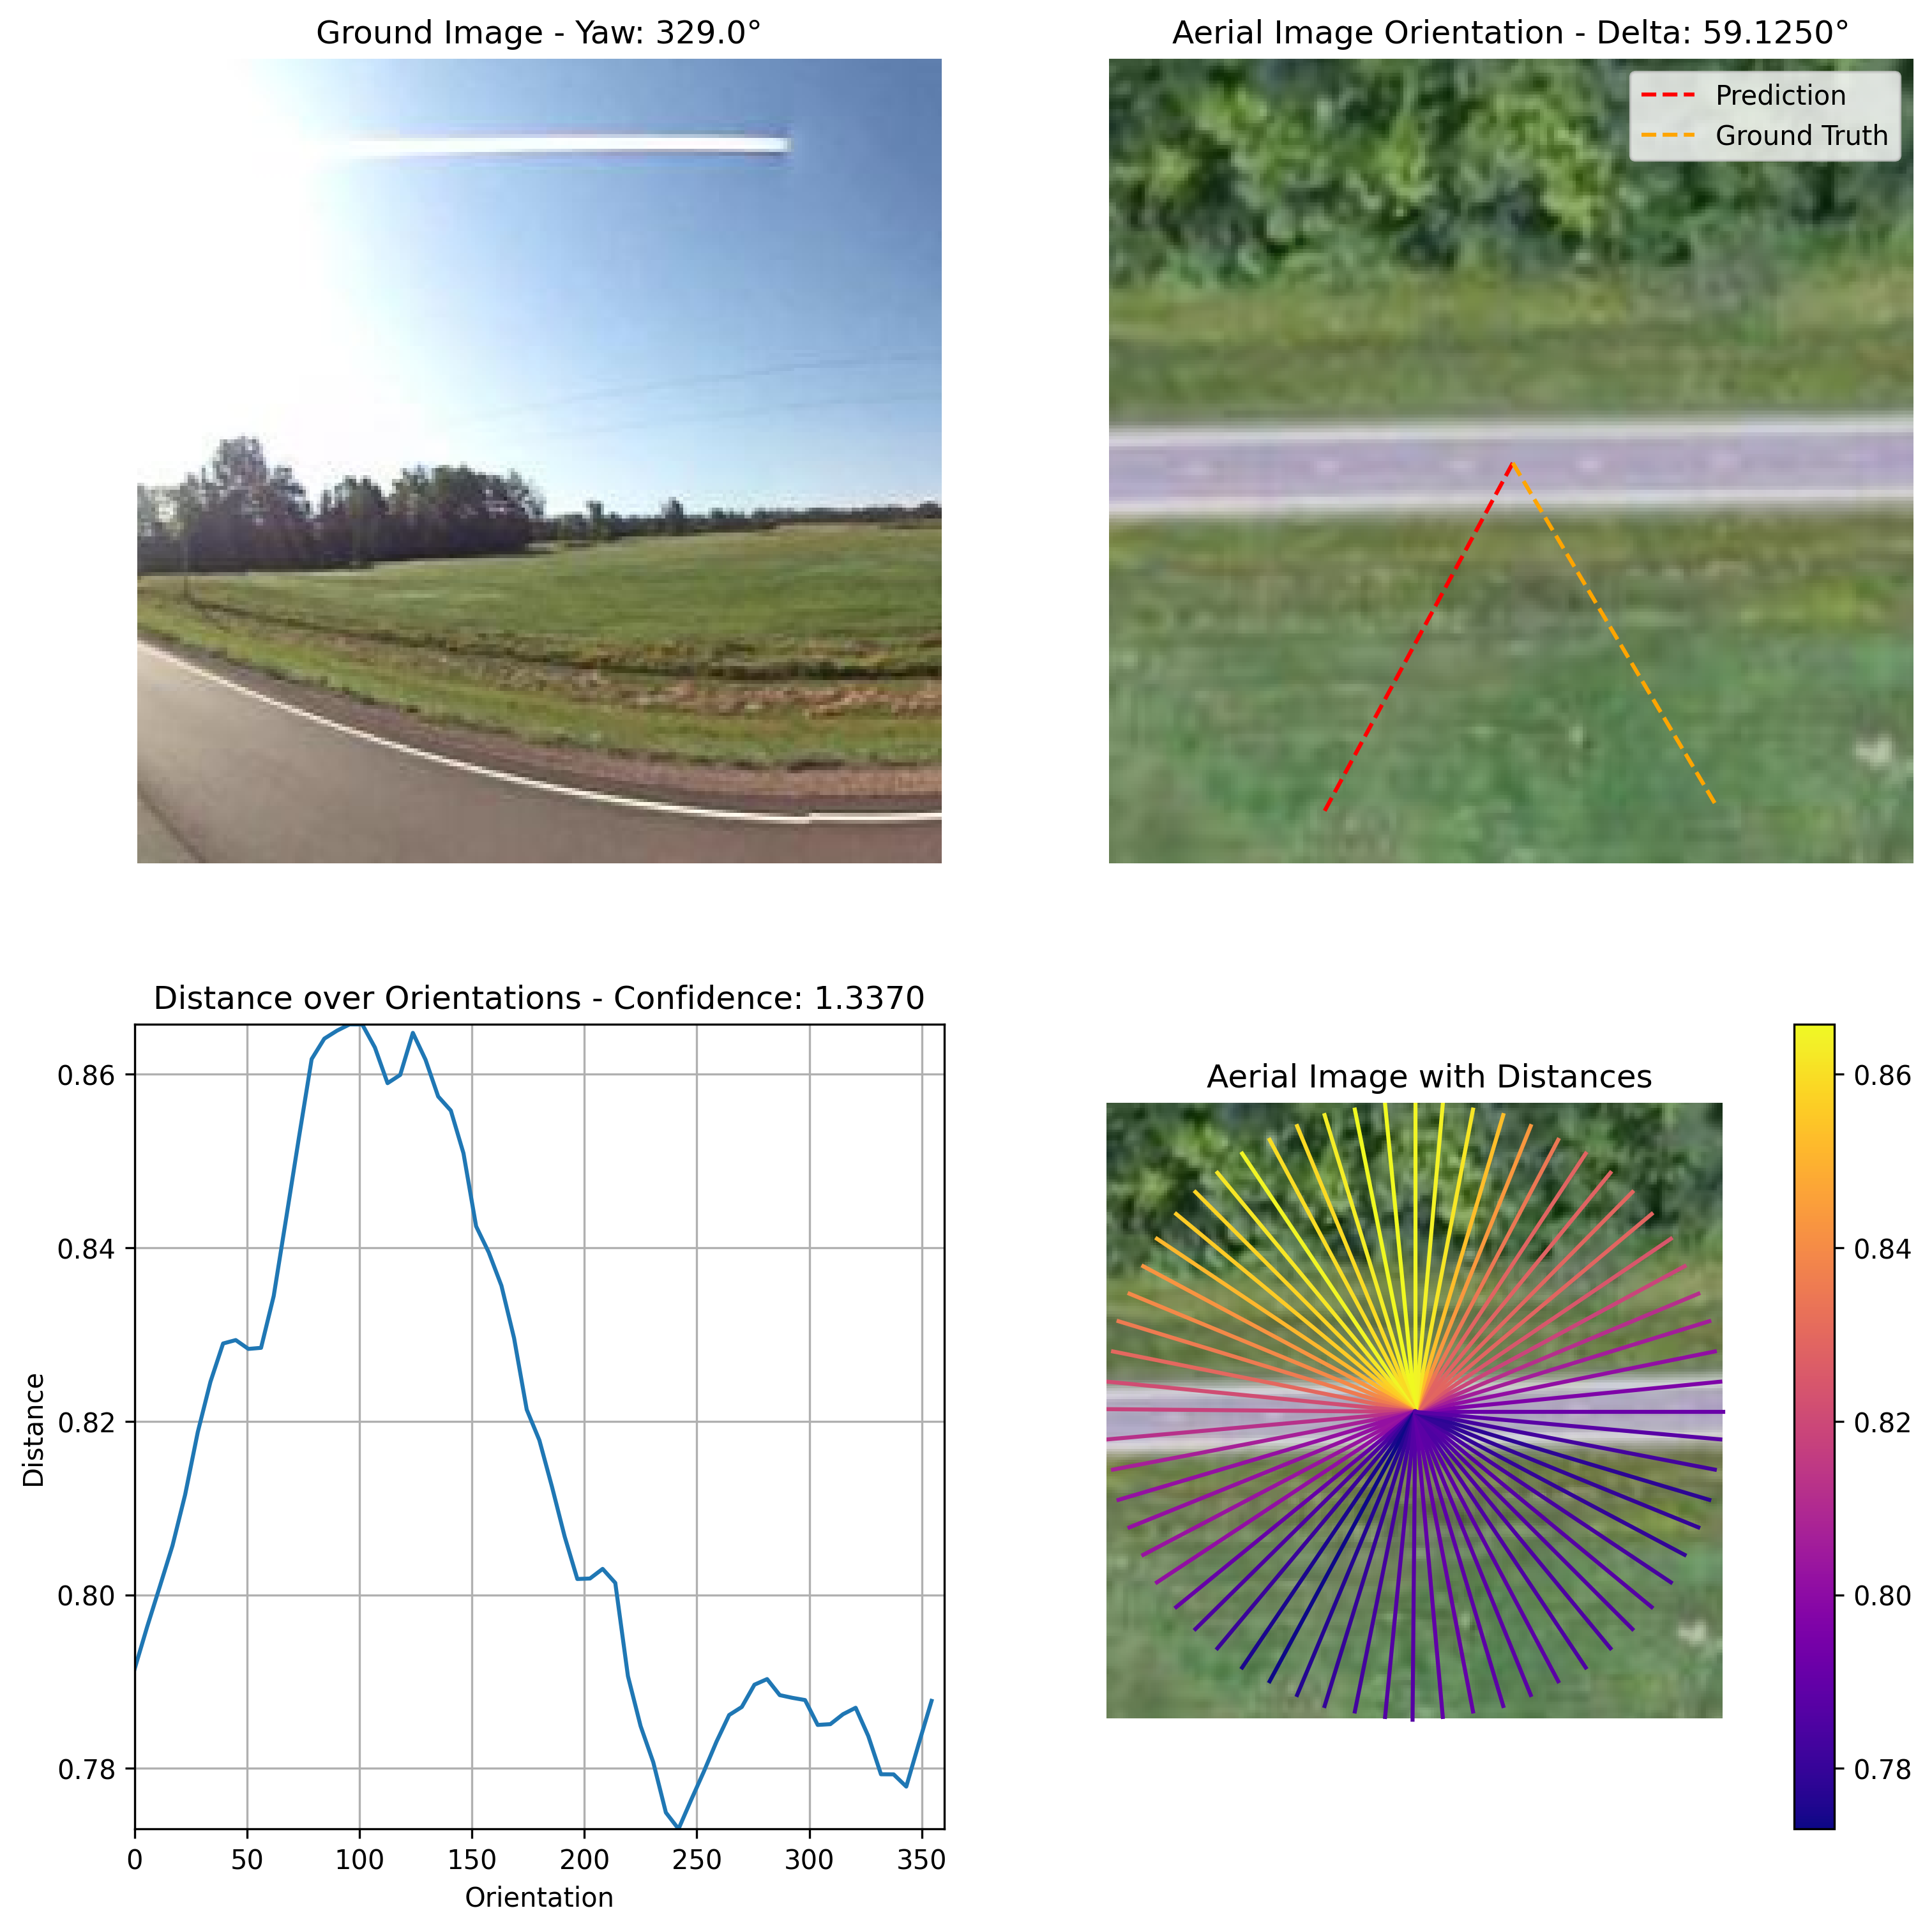 Ground Image - Yaw: 329.0°
Aerial Image Orientation - Delta: 59.1250°
Prediction
Ground Truth
Distance over Orientations - Confidence: 1.3370
Distance
0.86
0.84
0.82
0.80
0.78
0
50
100
150
200
250
300
350
Orientation
Aerial Image with Distances
0.86
0.84
0.82
0.80
0.78